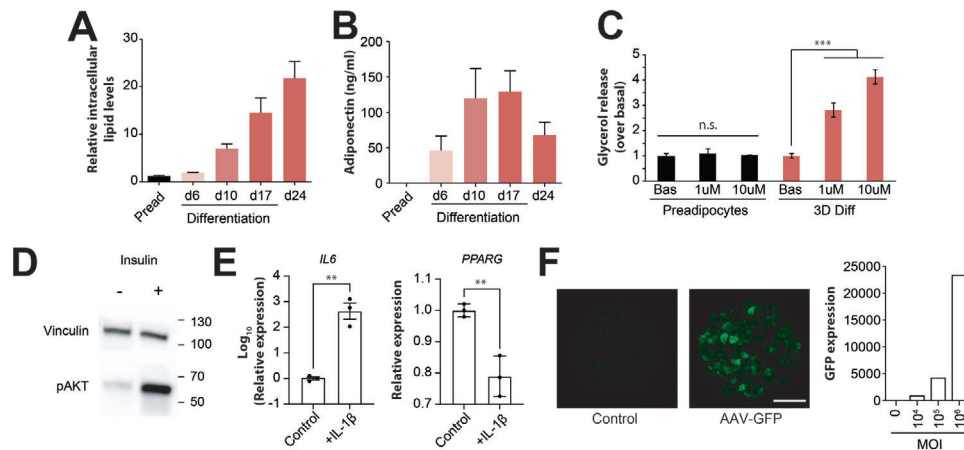 A
Relative intracellular
lipid levels
30
20
10
0
Pread
d6
d10
d17
d24
Differentiation
B
Adiponectin (ng/ml)
200
150
100
50
0
Pread
d6
d10
d17
d24
Differentiation
C
Glycerol release
(over basal)
5
4
3
2
1
0
n.s.
***
Bas
1uM
10uM
Bas
1uM
10uM
Preadipocytes
3D Diff
D
Insulin
- +
Vinculin
pAKT
130
100
70
50
E
IL6
Log10
(Relative expression)
4
3
2
1
0
-1
**
Control
+IL-1β
PPARG
Relative expression
1.1
1.0
0.9
0.8
0.7
**
Control
+IL-1β
F
Control
AAV-GFP
GFP expression
25000
20000
15000
10000
5000
0
0
10⁴
10⁵
10⁶
MOI